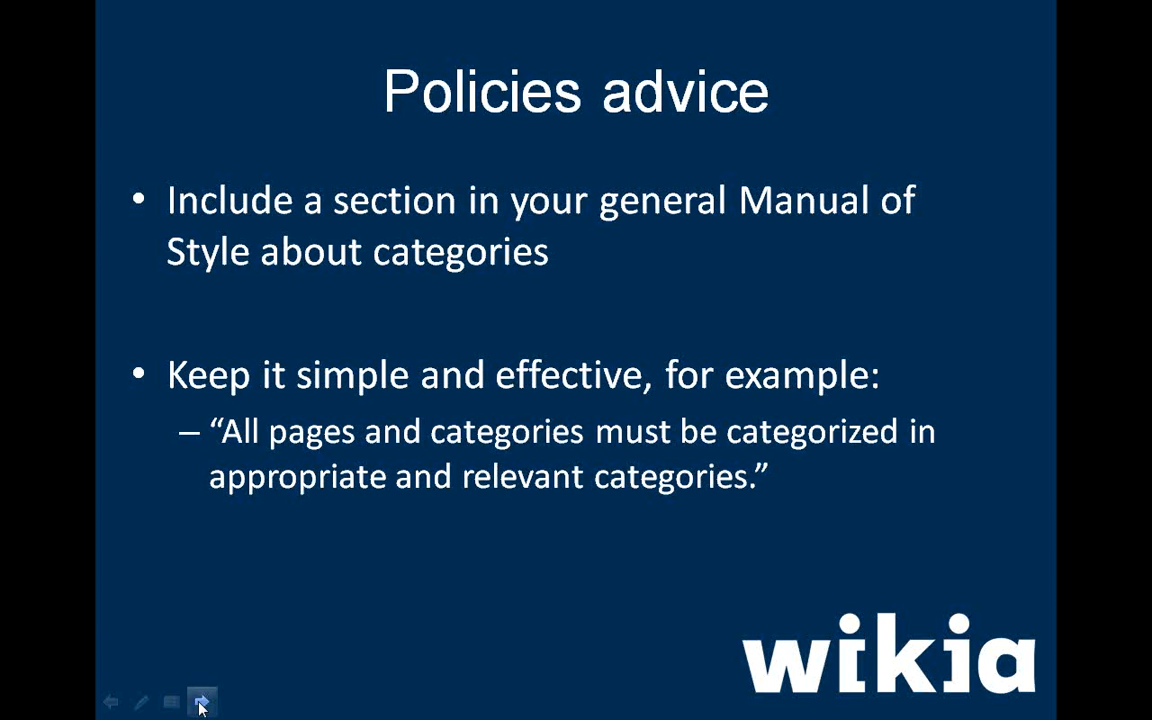 Policies advice
• Include a section in your general Manual of
Style about categories
• Keep it simple and effective, for example:
– “All pages and categories must be categorized in
appropriate and relevant categories.”
wikia